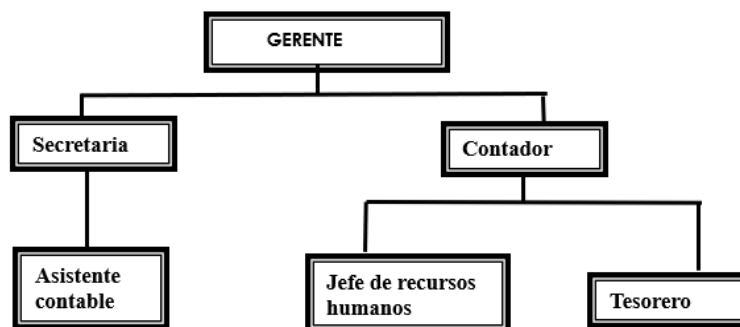 GERENTE
Secretaria
Contador
Asistente
contable
Jefe de recursos
humanos
Tesorero